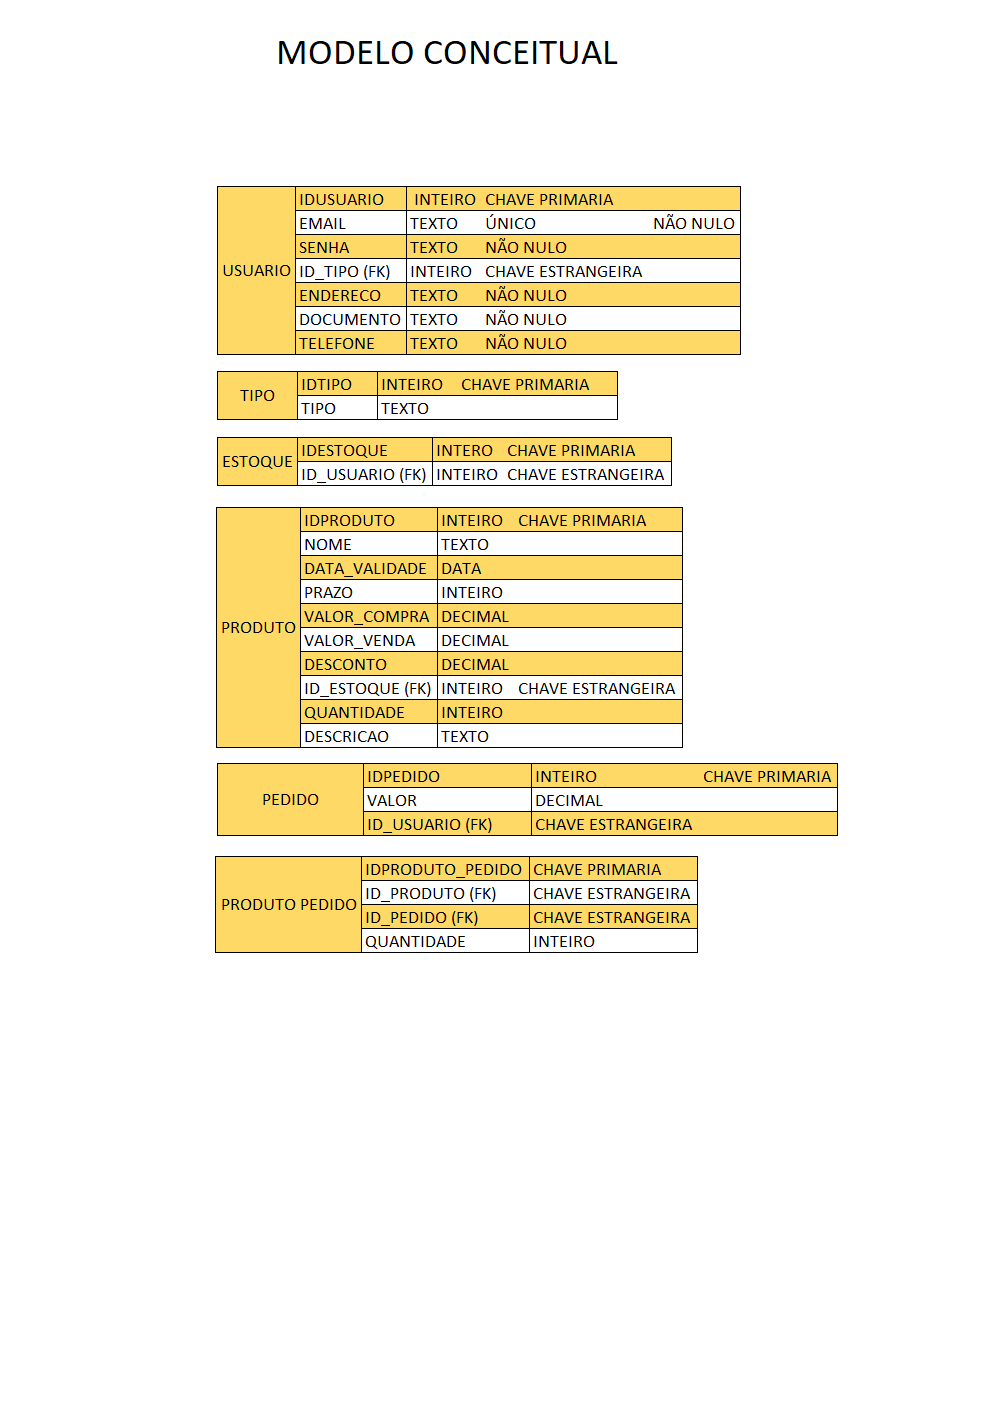 MODELO CONCEITUAL
USUARIO
IDUSUARIO INTEIRO CHAVE PRIMARIA
EMAIL TEXTO ÚNICO NÃO NULO
SENHA TEXTO NÃO NULO
ID_TIPO (FK) INTEIRO CHAVE ESTRANGEIRA
ENDERECO TEXTO NÃO NULO
DOCUMENTO TEXTO NÃO NULO
TELEFONE TEXTO NÃO NULO
TIPO
IDTIPO INTEIRO CHAVE PRIMARIA
TIPO TEXTO
ESTOQUE
IDESTOQUE INTERO CHAVE PRIMARIA
ID_USUARIO (FK) INTEIRO CHAVE ESTRANGEIRA
PRODUTO
IDPRODUTO INTEIRO CHAVE PRIMARIA
NOME TEXTO
DATA_VALIDADE DATA
PRAZO INTEIRO
VALOR_COMPRA DECIMAL
VALOR_VENDA DECIMAL
DESCONTO DECIMAL
ID_ESTOQUE (FK) INTEIRO CHAVE ESTRANGEIRA
QUANTIDADE INTEIRO
DESCRICAO TEXTO
PEDIDO
IDPEDIDO INTEIRO CHAVE PRIMARIA
VALOR DECIMAL
ID_USUARIO (FK) CHAVE ESTRANGEIRA
PRODUTO PEDIDO
IDPRODUTO_PEDIDO CHAVE PRIMARIA
ID_PRODUTO (FK) CHAVE ESTRANGEIRA
ID_PEDIDO (FK) CHAVE ESTRANGEIRA
QUANTIDADE INTEIRO